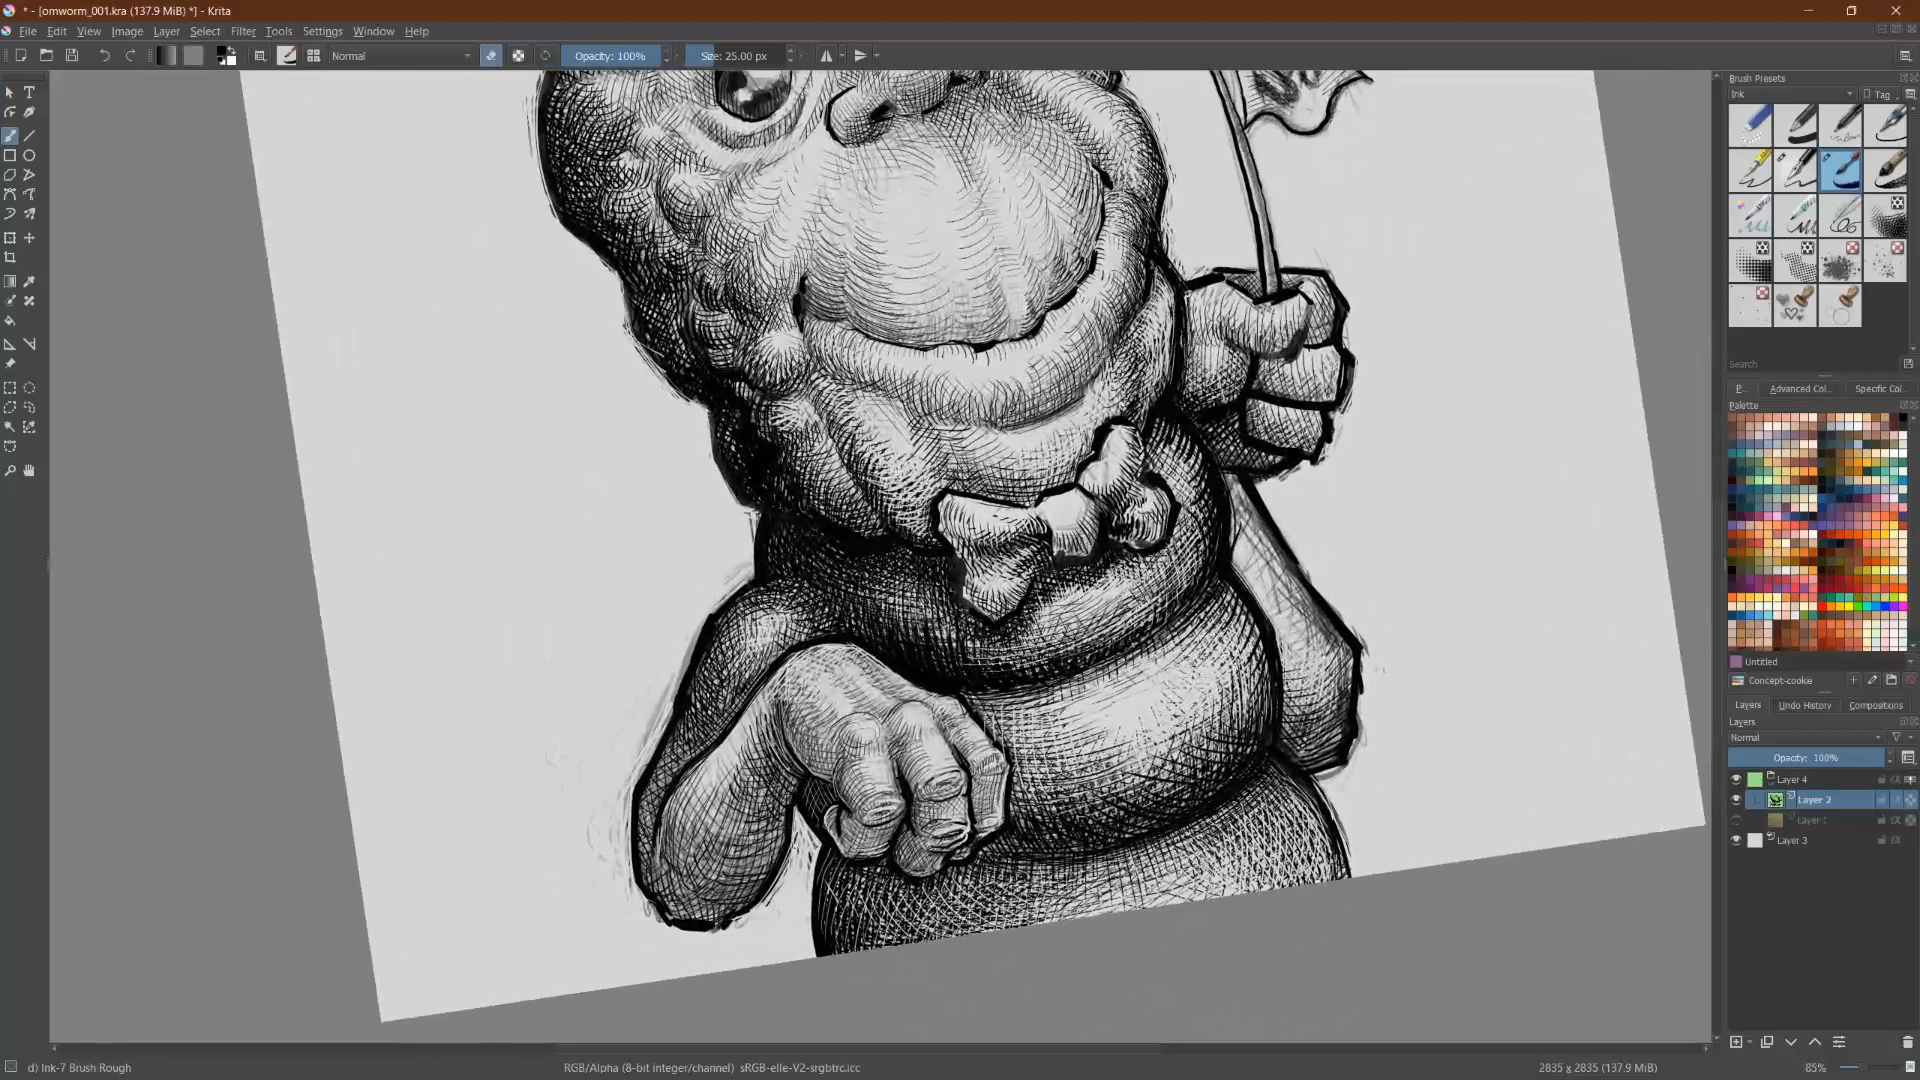 * - [omworm_001.kra (137.9 MiB) *] - Krita
File Edit View Image Layer Select Filter Tools Settings Window Help
Normal Opacity: 100% Size: 25.00 px
Brush Presets
Ink Tag
Search
P... Advanced Col... Specific Col...
Palette
Untitled
Concept-cookie
Layers Undo History Compositions
Layers
Normal
Opacity: 100%
Layer 4
Layer 2
Layer 1
Layer 3
d) Ink-7 Brush Rough RGB/Alpha (8-bit integer/channel) sRGB-elle-V2-srgbtrc.icc 2835 x 2835 (137.9 MiB) 85%